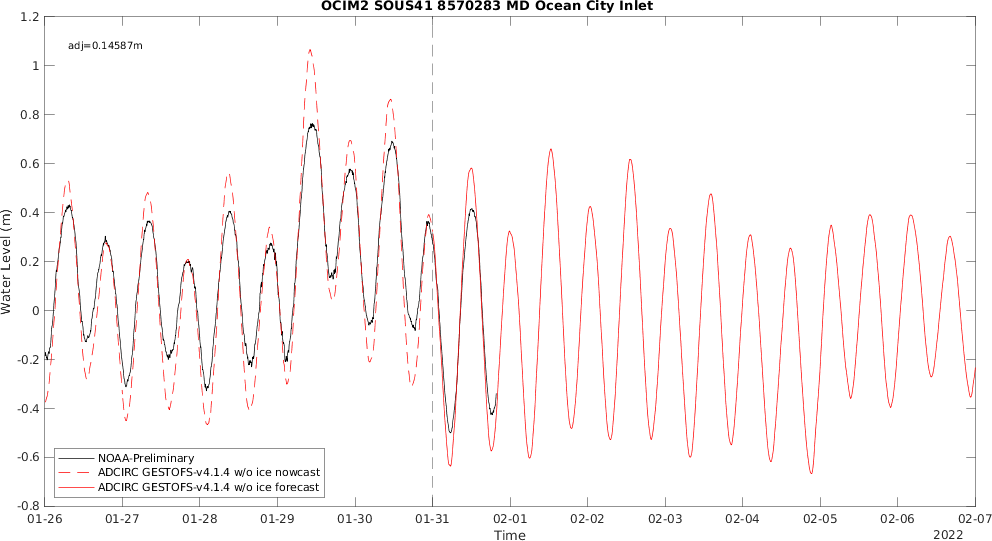 OCIM2 SOUS41 8570283 MD Ocean City Inlet
adj=0.14587m
1.2
1
0.8
0.6
0.4
0.2
0
-0.2
-0.4
-0.6
-0.8
Water Level (m)
NOAA-Preliminary
ADCIRC GESTOFS-v4.1.4 w/o ice nowcast
ADCIRC GESTOFS-v4.1.4 w/o ice forecast
01-26 01-27 01-28 01-29 01-30 01-31 02-01 02-02 02-03 02-04 02-05 02-06 02-07
Time
2022